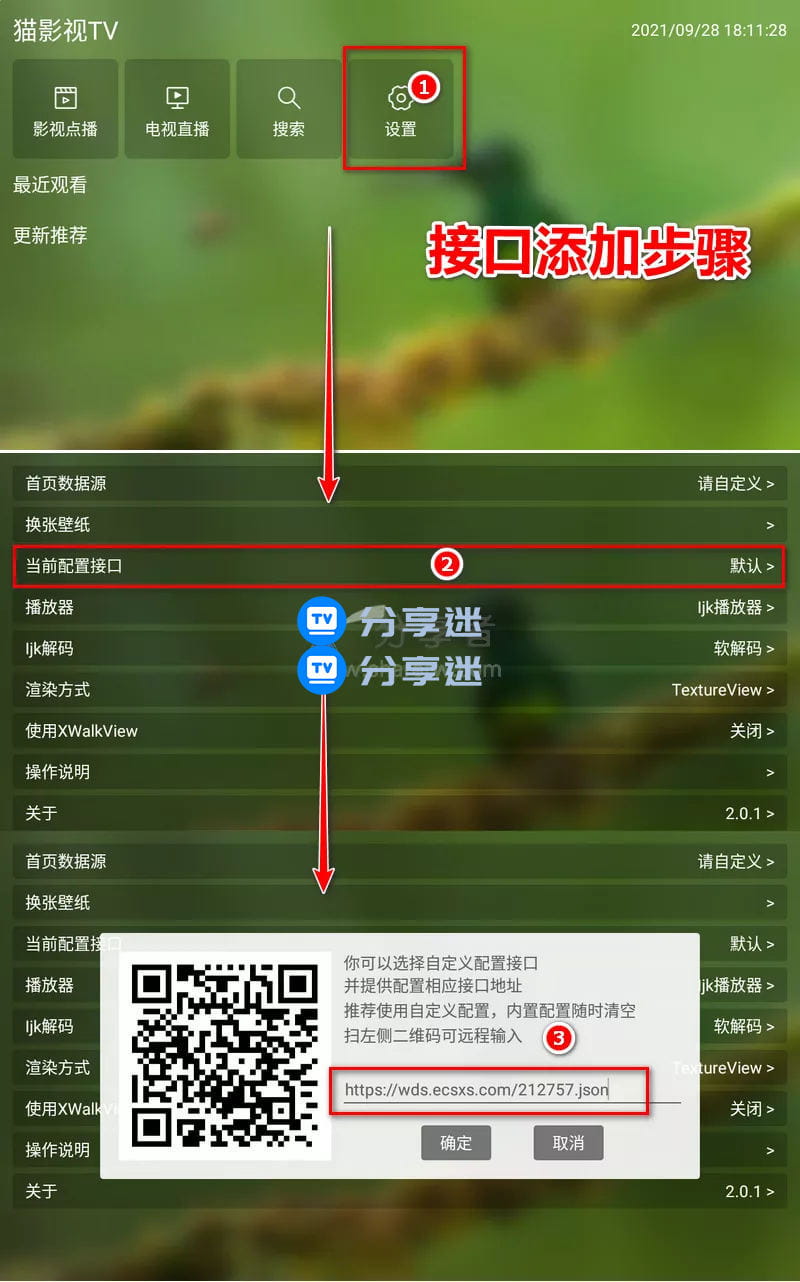 猫影视TV
2021/09/28 18:11:28
影视点播
电视直播
搜索
设置
1
最近观看
更新推荐
接口添加步骤
首页数据源 请自定义 >
换张壁纸 >
当前配置接口 2 默认 >
播放器 Ijk播放器 >
TV 分享迷
分享者
Ijk解码 软解码 >
TV 分享迷
渲染方式 TextureView >
使用XWalkView 关闭 >
操作说明 >
关于 2.0.1 >
首页数据源 请自定义 >
换张壁纸 >
当前配置接口 默认 >
播放器 Ijk播放器 >
Ijk解码 软解码 >
渲染方式 TextureView >
使用XWalkVi 关闭 >
操作说明 >
关于 2.0.1 >
你可以选择自定义配置接口
并提供配置相应接口地址
推荐使用自定义配置，内置配置随时清空
扫左侧二维码可远程输入
3
https://wds.ecsxs.com/212757.json
确定
取消